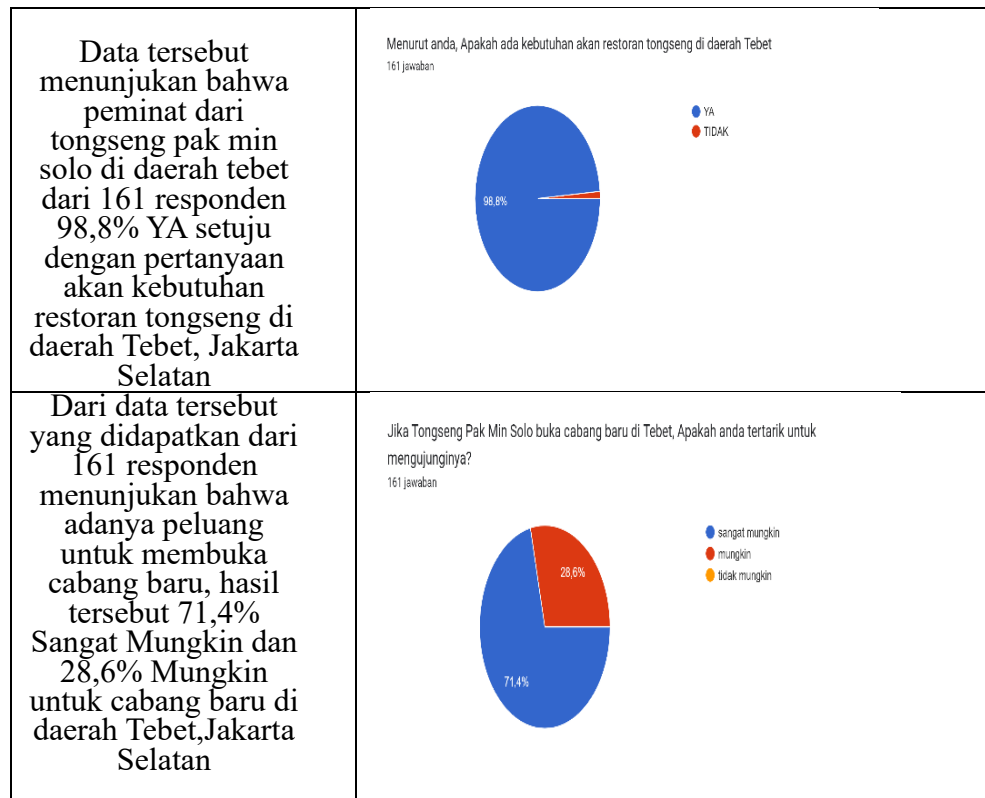 Data tersebut
menunjukan bahwa
peminat dari
tongseng pak min
solo di daerah tebet
dari 161 responden
98,8% YA setuju
dengan pertanyaan
akan kebutuhan
restoran tongseng di
daerah Tebet, Jakarta
Selatan
Menurut anda, Apakah ada kebutuhan akan restoran tongseng di daerah Tebet
161 jawaban
YA
TIDAK
98,8%
Dari data tersebut
yang didapatkan dari
161 responden
menunjukan bahwa
adanya peluang
untuk membuka
cabang baru, hasil
tersebut 71,4%
Sangat Mungkin dan
28,6% Mungkin
untuk cabang baru di
daerah Tebet,Jakarta
Selatan
Jika Tongseng Pak Min Solo buka cabang baru di Tebet, Apakah anda tertarik untuk
mengujunginya?
161 jawaban
sangat mungkin
mungkin
tidak mungkin
28,6%
71,4%